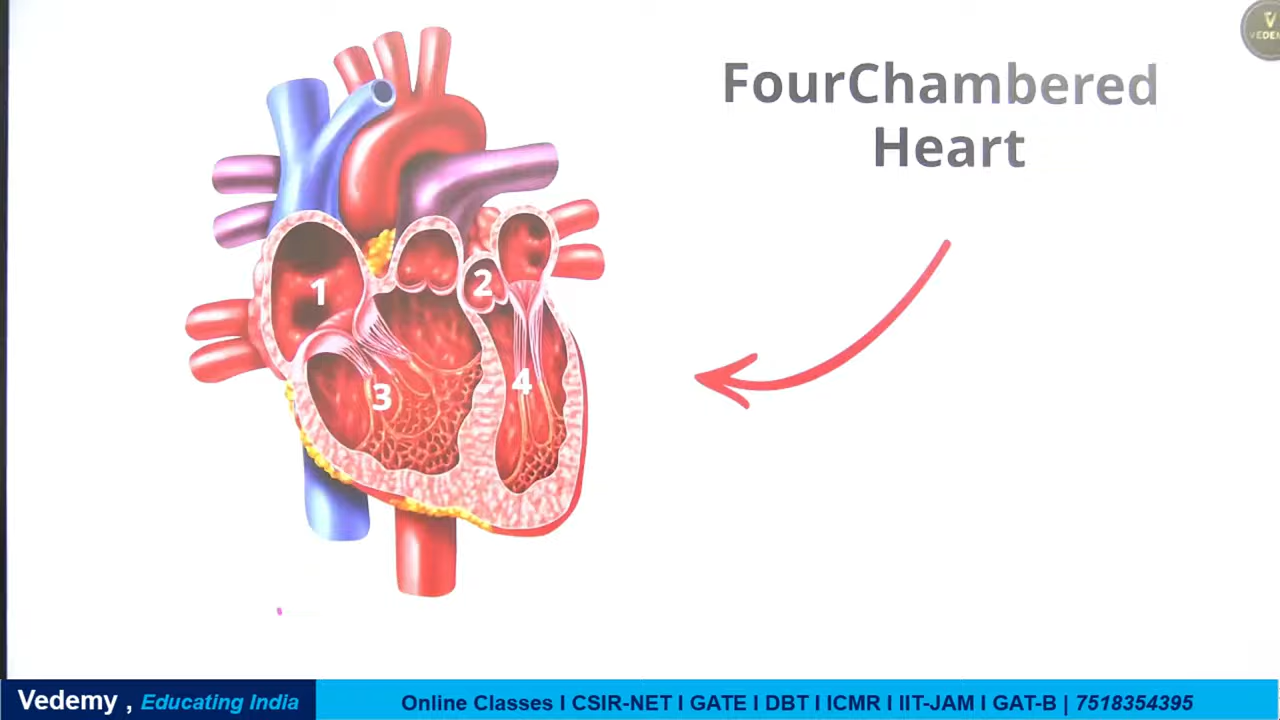 V
VEDEM
FourChambered
Heart
1
2
3
4
Vedemy , Educating India
Online Classes I CSIR-NET I GATE I DBT I ICMR I IIT-JAM I GAT-B | 7518354395